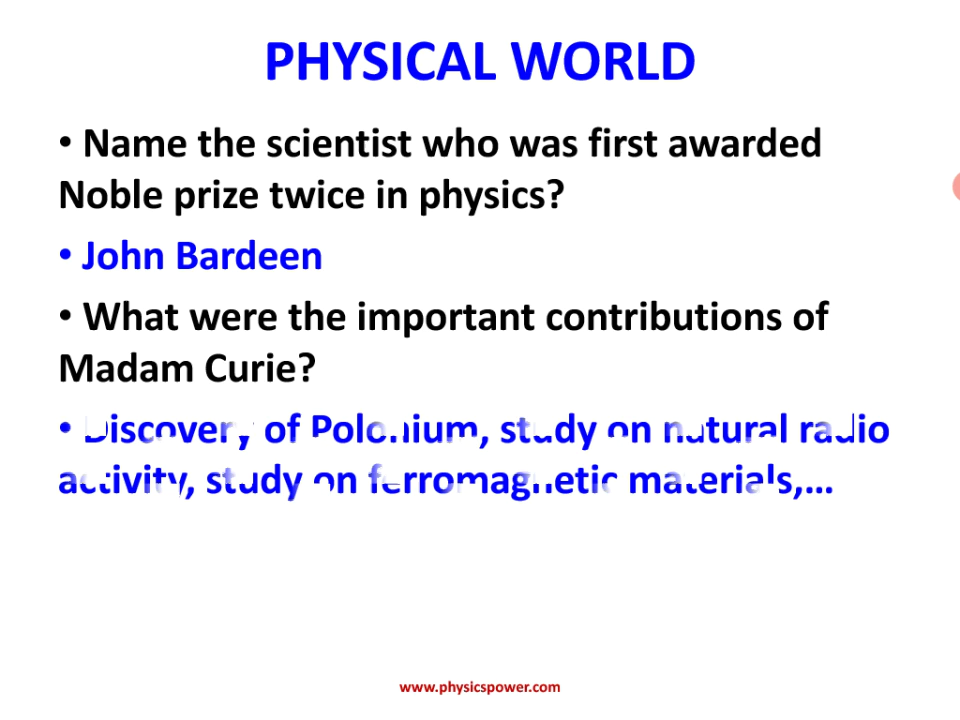 PHYSICAL WORLD
• Name the scientist who was first awarded
Noble prize twice in physics?
• John Bardeen
• What were the important contributions of
Madam Curie?
• Discovery of Polonium, study on natural radio
activity, study on ferromagnetic materials,...
www.physicspower.com